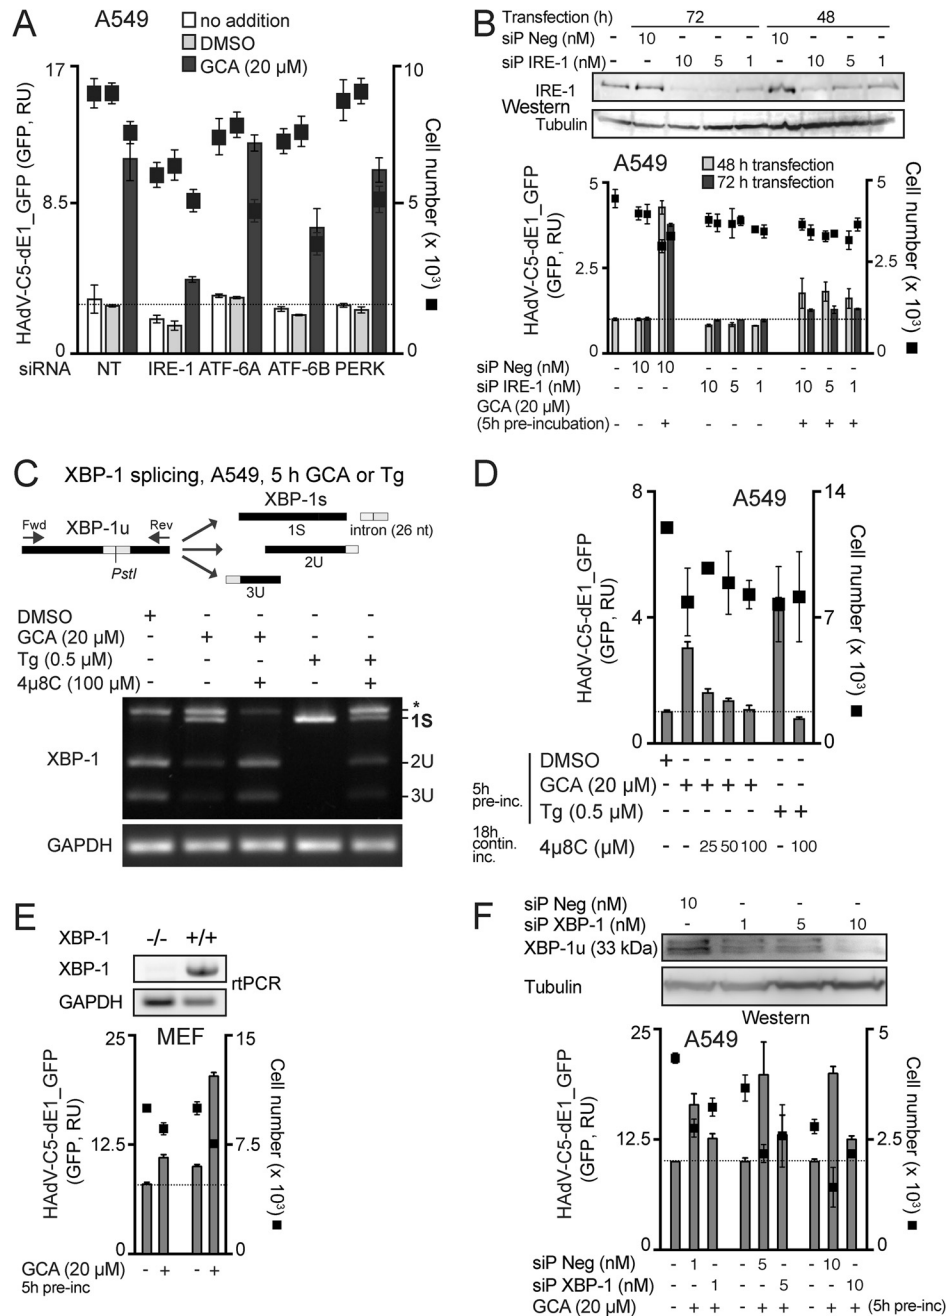 A
A549
no addition
DMSO
GCA (20 µM)
HAdV-C5-dE1_GFP (GFP, RU)
17
8.5
0
10
5
0
Cell number (x 10³)
siRNA NT IRE-1 ATF-6A ATF-6B PERK
B
Transfection (h) - 72 48
siP Neg (nM) - 10 - - - 10 - - -
siP IRE-1 (nM) - - 10 5 1 - 10 5 1
IRE-1
Western
Tubulin
A549
48 h transfection
72 h transfection
HAdV-C5-dE1_GFP
(GFP, RU)
5
2.5
0
5
2.5
0
Cell number (x 10³)
siP Neg (nM) - 10 10 - - - - - -
siP IRE-1 (nM) - - - 10 5 1 10 5 1
GCA (20 µM)
(5h pre-incubation) - - + - - - + + +
C
XBP-1 splicing, A549, 5 h GCA or Tg
Fwd XBP-1u Rev
PstI
XBP-1s
1S intron (26 nt)
2U
3U
DMSO + - - - -
GCA (20 µM) - + + - -
Tg (0.5 µM) - - - + +
4µ8C (100 µM) - - + - +
XBP-1
*
1S
2U
3U
GAPDH
D
A549
HAdV-C5-dE1_GFP
(GFP, RU)
8
4
0
14
7
0
Cell number (x 10³)
5h pre-inc.
DMSO + - - - - - -
GCA (20 µM) - + + + + - -
Tg (0.5 µM) - - - - - + +
18h contin. inc.
4µ8C (µM) - - 25 50 100 - 100
E
XBP-1 -/- +/+
XBP-1
GAPDH
rtPCR
MEF
HAdV-C5-dE1_GFP
(GFP, RU)
25
12.5
0
15
7.5
0
Cell number (x 10³)
GCA (20 µM) - + - +
5h pre-inc
F
siP Neg (nM) 10 - - -
siP XBP-1 (nM) - 1 5 10
XBP-1u (33 kDa)
Tubulin
Western
A549
HAdV-C5-dE1_GFP
(GFP, RU)
25
12.5
0
5
2.5
0
Cell number (x 10³)
siP Neg (nM) - 1 - - 5 - - 10 -
siP XBP-1 (nM) - - 1 - - 5 - - 10
GCA (20 µM) - + + - + + - + + (5h pre-inc)